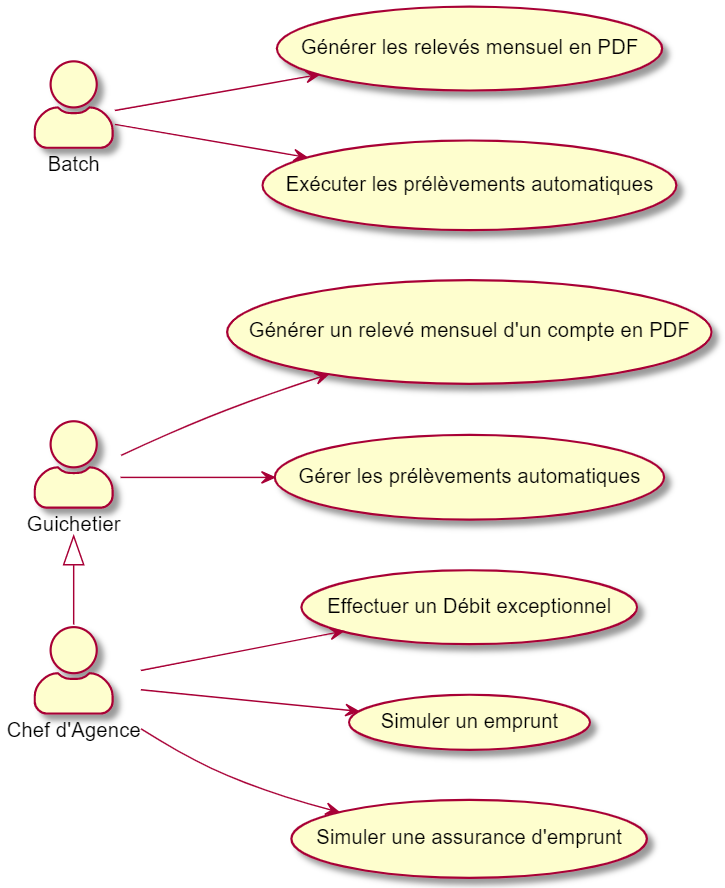 Générer les relevés mensuel en PDF
Batch
Exécuter les prélèvements automatiques
Générer un relevé mensuel d'un compte en PDF
Gérer les prélèvements automatiques
Guichetier
Effectuer un Débit exceptionnel
Simuler un emprunt
Chef d'Agence
Simuler une assurance d'emprunt